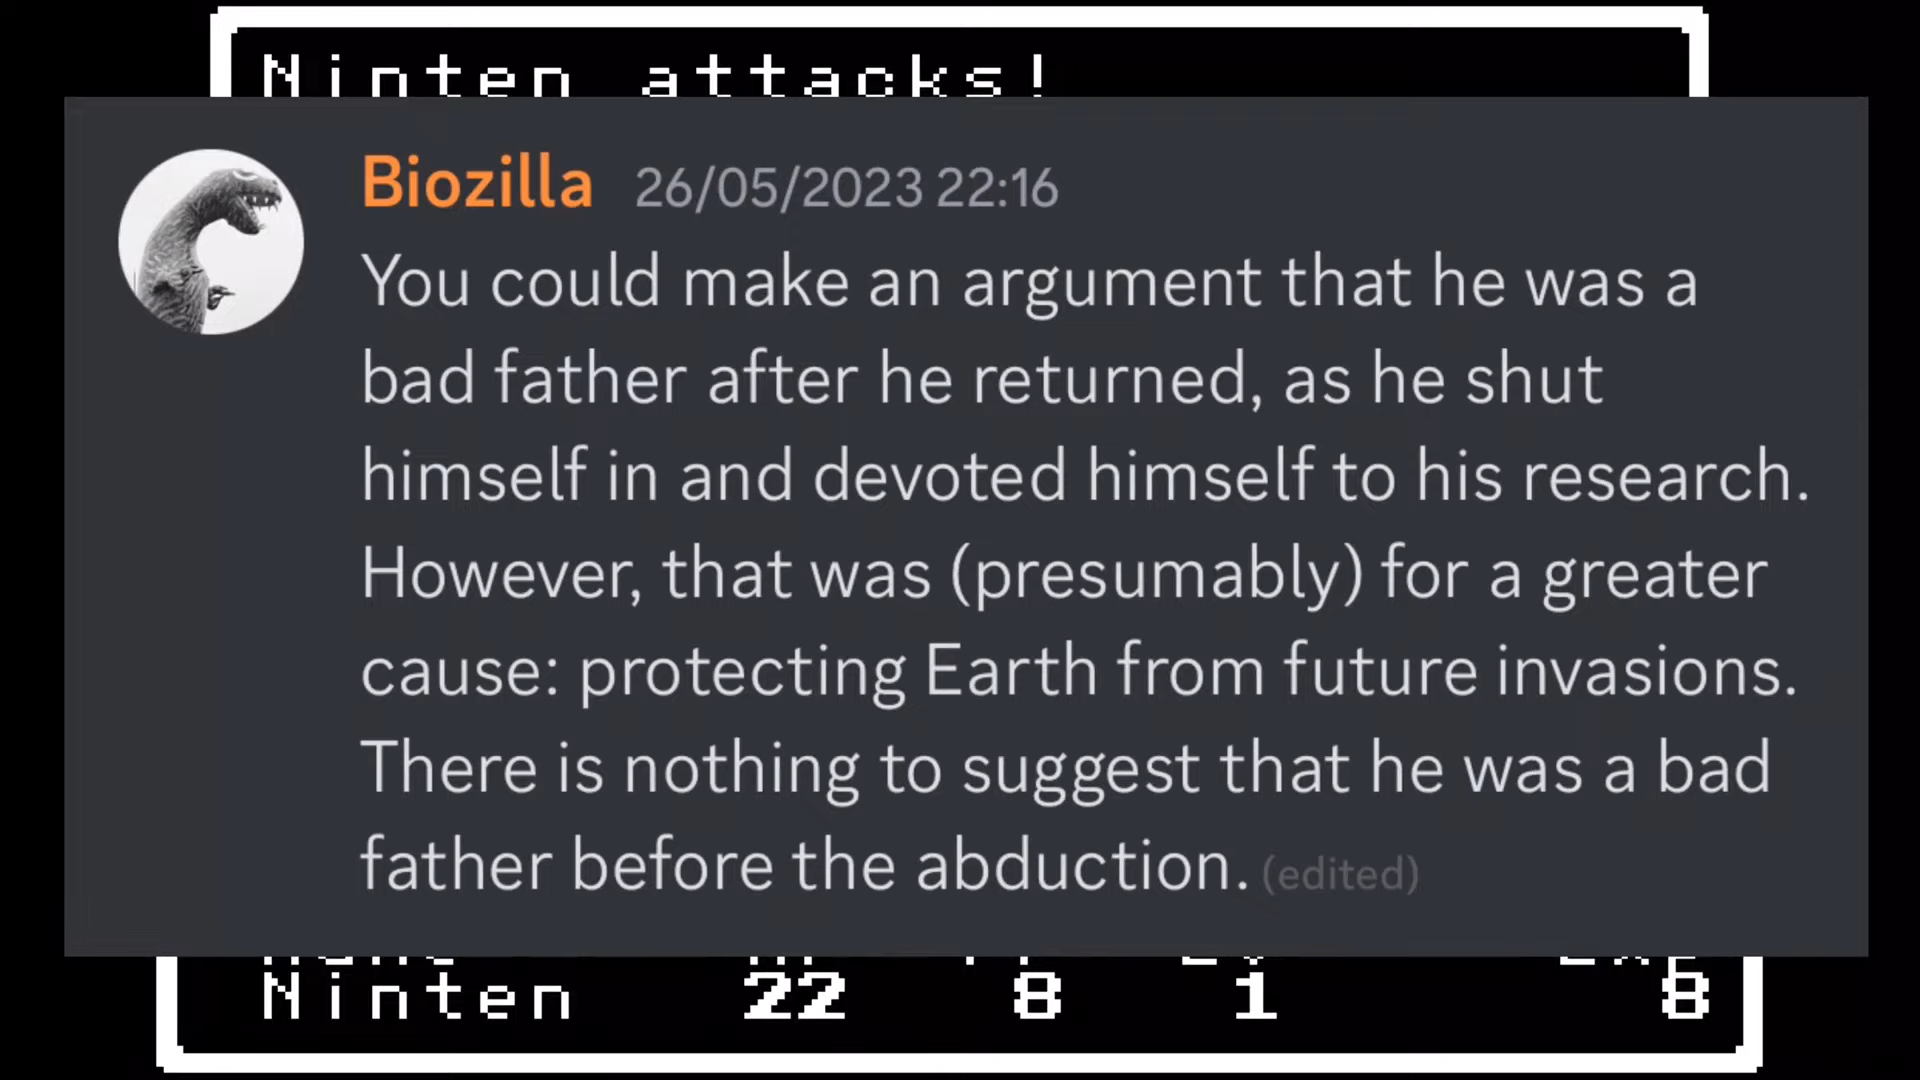 Ninten attacks!
Biozilla 26/05/2023 22:16
You could make an argument that he was a
bad father after he returned, as he shut
himself in and devoted himself to his research.
However, that was (presumably) for a greater
cause: protecting Earth from future invasions.
There is nothing to suggest that he was a bad
father before the abduction. (edited)
Ninten 22 8 1 8